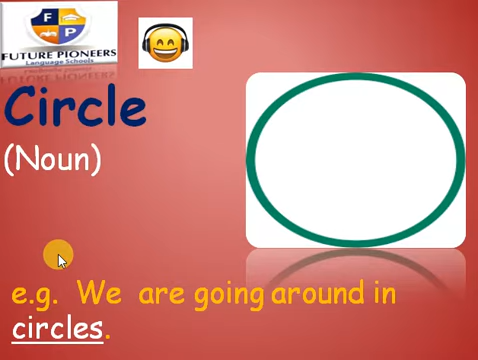 F P
FUTURE PIONEERS
Language Schools
Circle
(Noun)
e.g. We are going around in
circles.